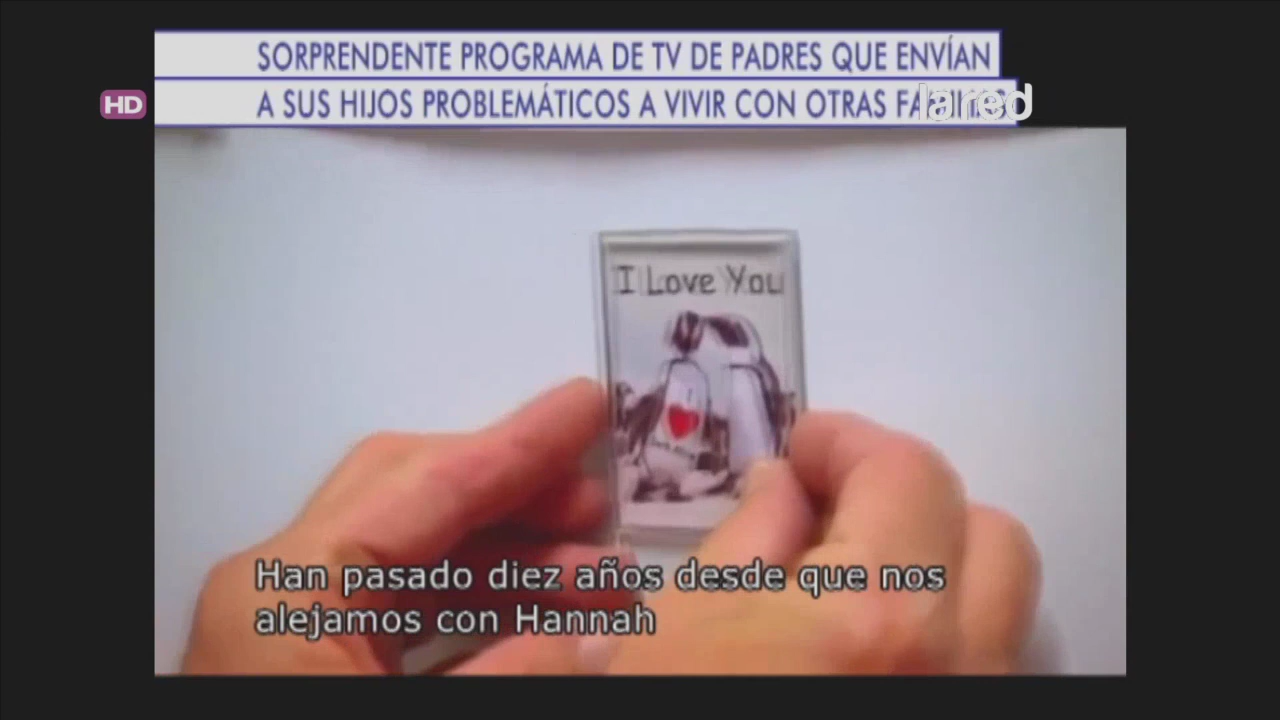 SORPRENDENTE PROGRAMA DE TV DE PADRES QUE ENVÍAN
HD
A SUS HIJOS PROBLEMÁTICOS A VIVIR CON OTRAS
lared
I Love You
Han pasado diez años desde que nos
alejamos con Hannah